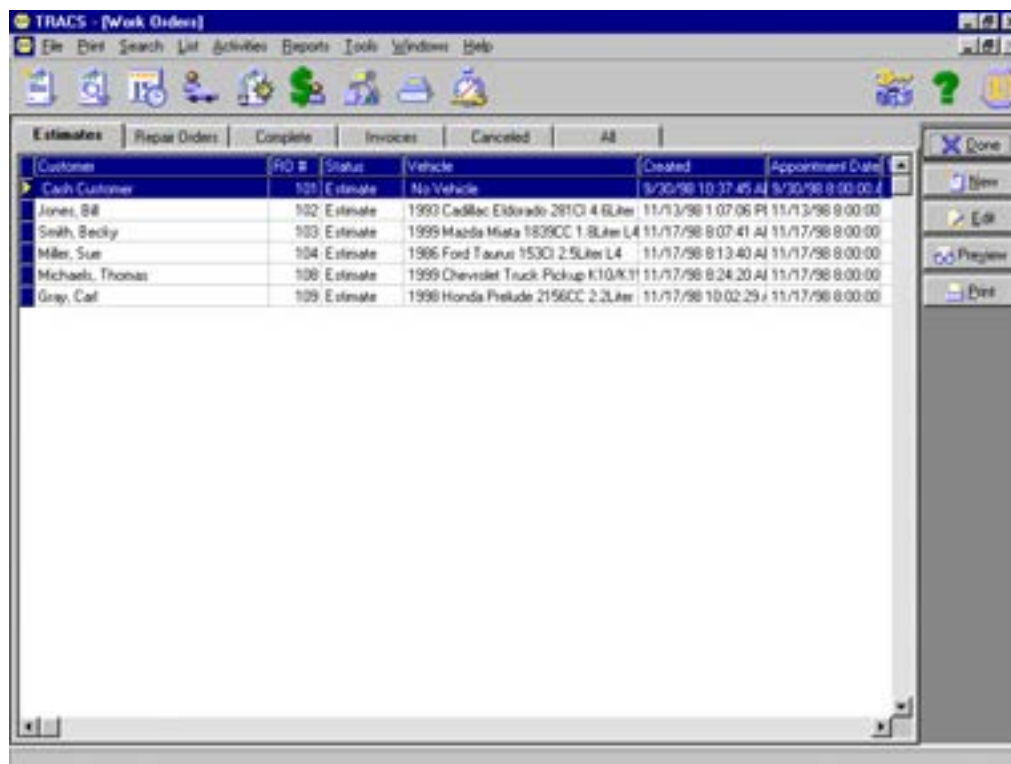 TRACS - [Work Orders]
File Print Search List Activities Reports Tools Windows Help
Estimates Repair Orders Complete Invoices Canceled All
Done
New
Edit
Preview
Print
Customer RO # Status Vehicle Created Appointment Date
Cash Customer 101 Estimate No Vehicle 9/30/98 10:37:45 AM 9/30/98 8:00:00 A
Jones, Bill 102 Estimate 1993 Cadillac Eldorado 281CI 4.6Liter 11/13/98 1:07:06 PM 11/13/98 8:00:00
Smith, Becky 103 Estimate 1999 Mazda Miata 1839CC 1.8Liter L4 11/17/98 8:07:41 AM 11/17/98 8:00:00
Miller, Sue 104 Estimate 1986 Ford Taurus 153CI 2.5Liter L4 11/17/98 8:13:40 AM 11/17/98 8:00:00
Michaels, Thomas 108 Estimate 1999 Chevrolet Truck Pickup K10/K1 11/17/98 8:24:20 AM 11/17/98 8:00:00
Gray, Carl 109 Estimate 1998 Honda Prelude 2156CC 2.2Liter 11/17/98 10:02:29 11/17/98 8:00:00